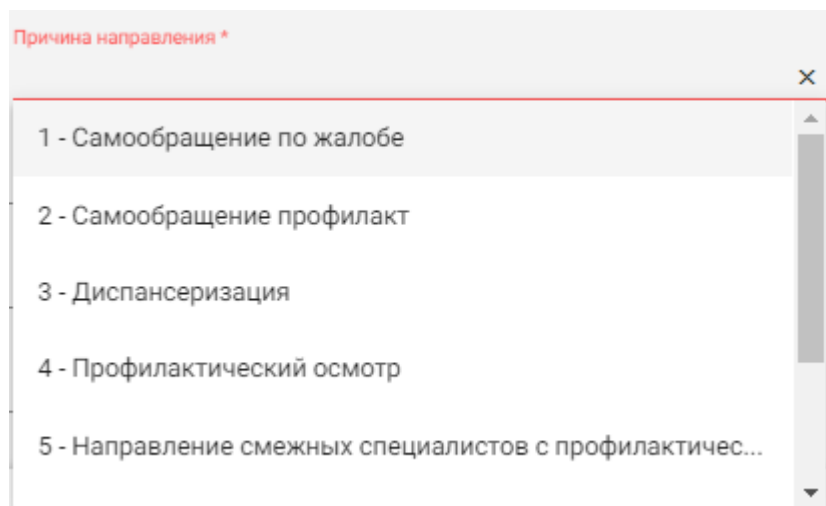 Причина направления *
1 - Самообращение по жалобе
2 - Самообращение профилакт
3 - Диспансеризация
4 - Профилактический осмотр
5 - Направление смежных специалистов с профилактичес...